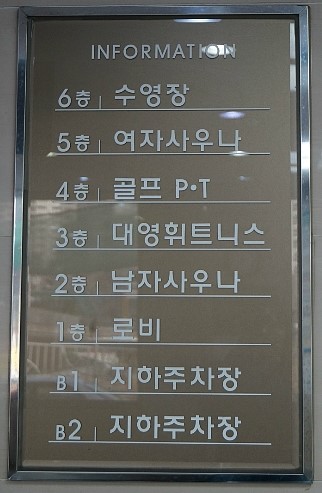 INFORMATION
6층 수영장
5층 여자사우나
4층 골프 P•T
3층 대영휘트니스
2층 남자사우나
1층 로비
B1 지하주차장
B2 지하주차장